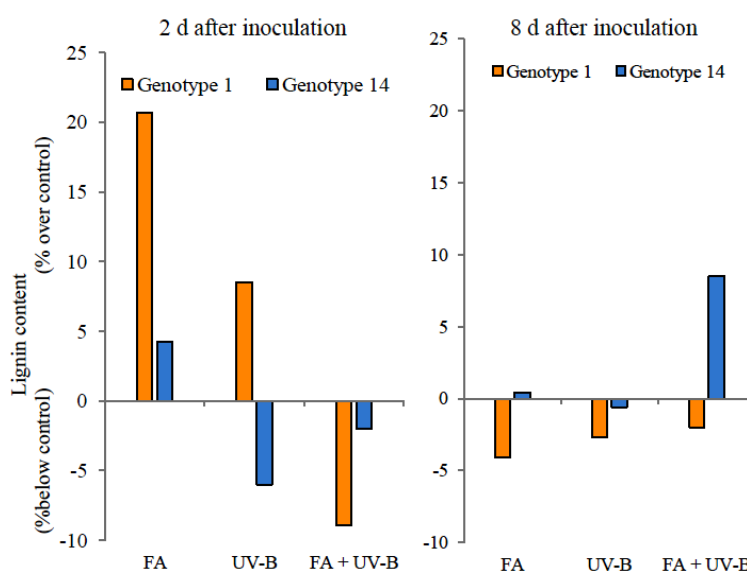 2 d after inoculation
8 d after inoculation
Genotype 1
Genotype 14
Genotype 1
Genotype 14
Lignin content
(%below control)
(% over control)
25
20
15
10
5
0
-5
-10
25
20
15
10
5
0
-5
-10
FA
UV-B
FA + UV-B
FA
UV-B
FA + UV-B